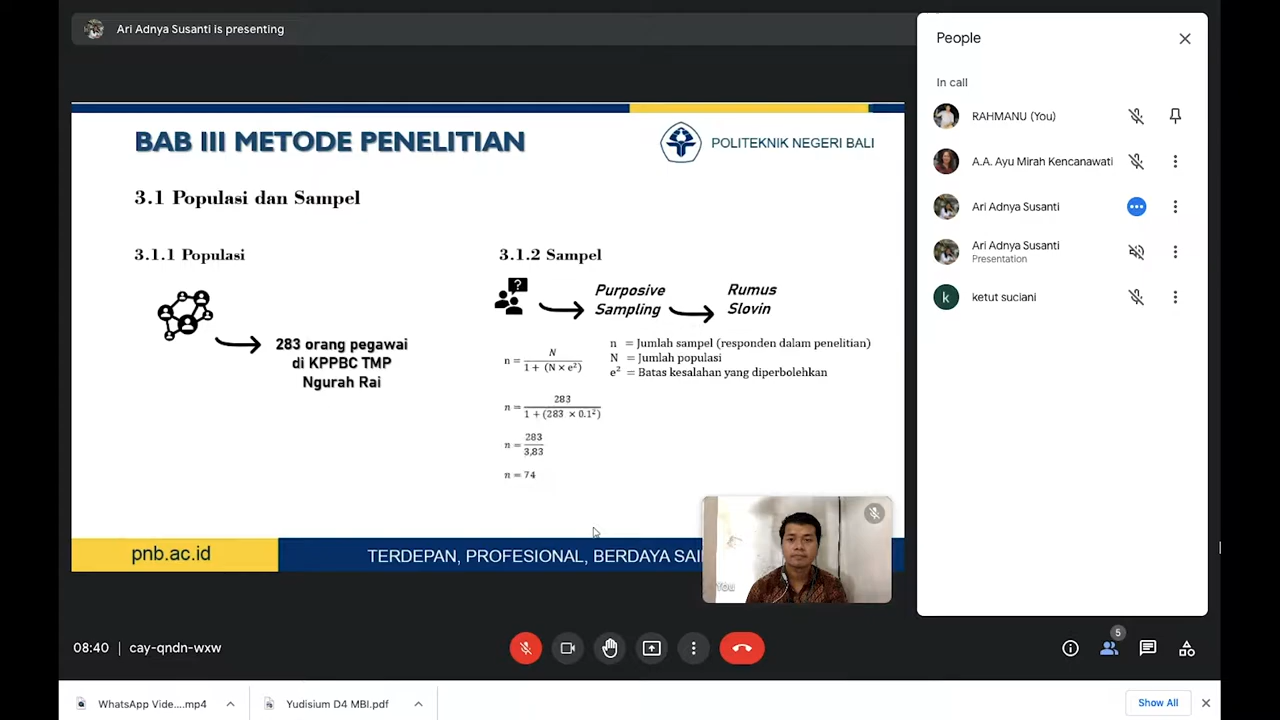 Ari Adnya Susanti is presenting
BAB III METODE PENELITIAN
POLITEKNIK NEGERI BALI
3.1 Populasi dan Sampel
3.1.1 Populasi
283 orang pegawai
di KPPBC TMP
Ngurah Rai
3.1.2 Sampel
?
Purposive
Sampling
Rumus
Slovin
n = N / 1 + (N × e²)
n = 283 / 1 + (283 × 0.1²)
n = 283 / 3,83
n = 74
n = Jumlah sampel (responden dalam penelitian)
N = Jumlah populasi
e² = Batas kesalahan yang diperbolehkan
pnb.ac.id
TERDEPAN, PROFESIONAL, BERDAYA
You
People
In call
RAHMANU (You)
A.A. Ayu Mirah Kencanawati
Ari Adnya Susanti
Ari Adnya Susanti
Presentation
k
ketut suciani
08:40 | cay-qndn-wxw
5
WhatsApp Vide....mp4
Yudisium D4 MBI.pdf
Show All